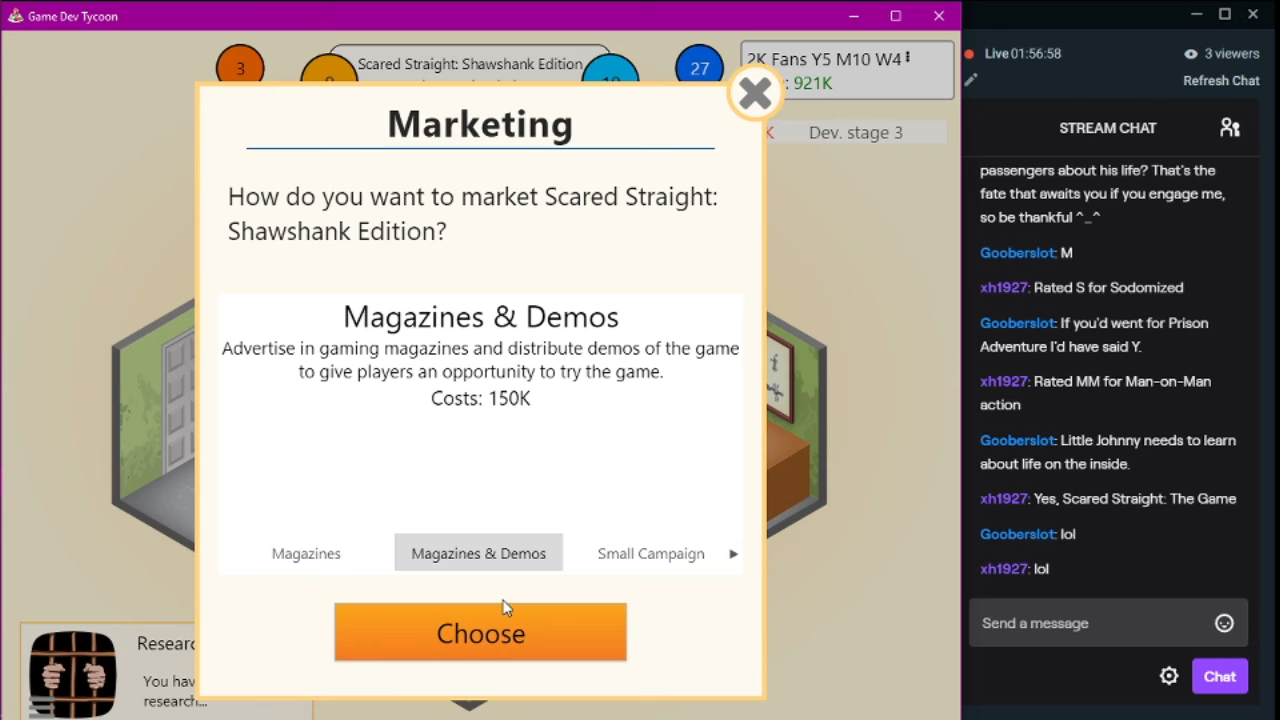 Game Dev Tycoon
3
Scared Straight: Shawshank Edition
27
2K Fans Y5 M10 W4
921K
K
Dev. stage 3
Marketing
How do you want to market Scared Straight:
Shawshank Edition?
Magazines & Demos
Advertise in gaming magazines and distribute demos of the game
to give players an opportunity to try the game.
Costs: 150K
Magazines
Magazines & Demos
Small Campaign
Choose
Researc
You hav
research...
Live 01:56:58
3 viewers
Refresh Chat
STREAM CHAT
passengers about his life? That's the
fate that awaits you if you engage me,
so be thankful ^_^
Gooberslot: M
xh1927: Rated S for Sodomized
Gooberslot: If you'd went for Prison
Adventure I'd have said Y.
xh1927: Rated MM for Man-on-Man
action
Gooberslot: Little Johnny needs to learn
about life on the inside.
xh1927: Yes, Scared Straight: The Game
Gooberslot: lol
xh1927: lol
Send a message
Chat